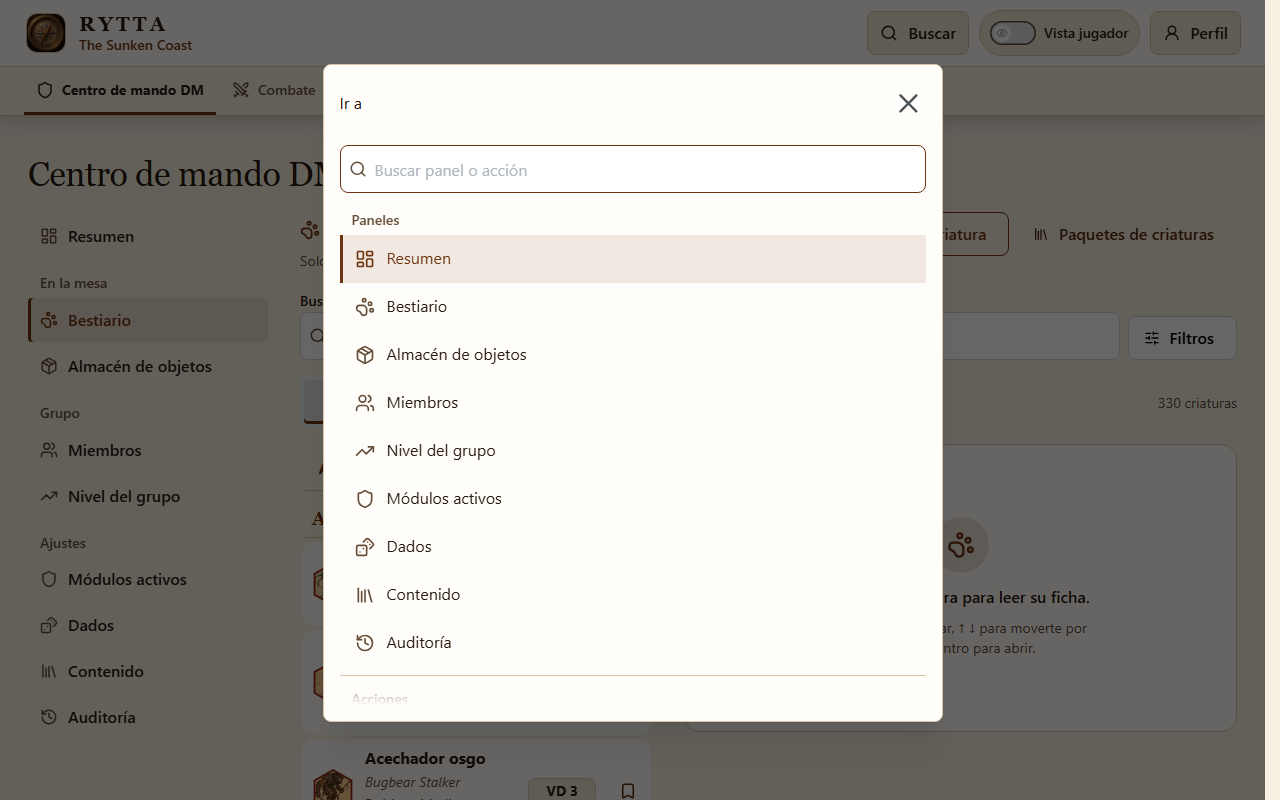 RYTTA
The Sunken Coast
Buscar
Vista jugador
Perfil
Centro de mando DM
Combate
Ir a
Buscar panel o acción
Paneles
Resumen
Bestiario
Almacén de objetos
Miembros
Nivel del grupo
Módulos activos
Dados
Contenido
Auditoría
Acciones
Centro de mando
Resumen
En la mesa
Bestiario
Almacén de objetos
Grupo
Miembros
Nivel del grupo
Ajustes
Módulos activos
Dados
Contenido
Auditoría
Paquetes de criaturas
Filtros
330 criaturas
para leer su ficha.
↑ ↓ para moverte por
para abrir.
Acechador osgo
Bugbear Stalker
VD 3